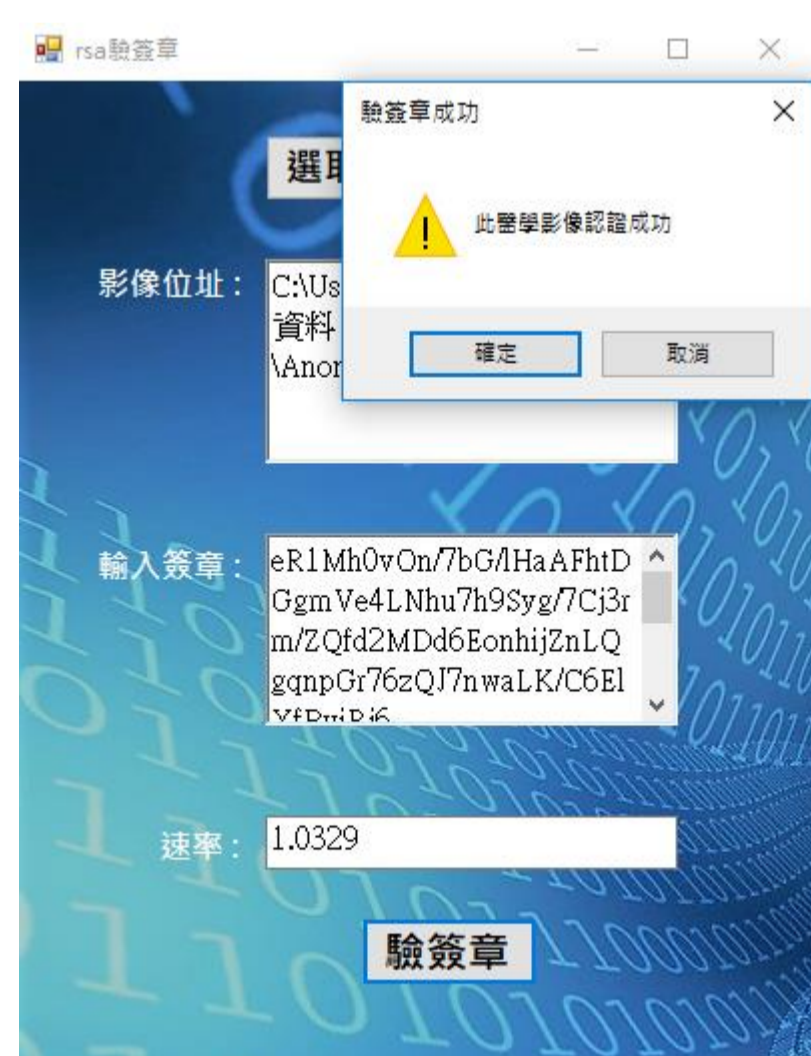 rsa驗簽章
驗簽章成功
選
此醫學影像認證成功
確定
取消
影像位址：
C:\Us
資料
\Anon
輸入簽章：
eR1Mh0vOn/7bG/lHaAFhtD
GgmVe4LNhu7h9Syg/7Cj3r
m/ZQfd2MDd6EonhijZnLQ
gqnpGr76zQJ7nwaLK/C6El
速率：
1.0329
驗簽章